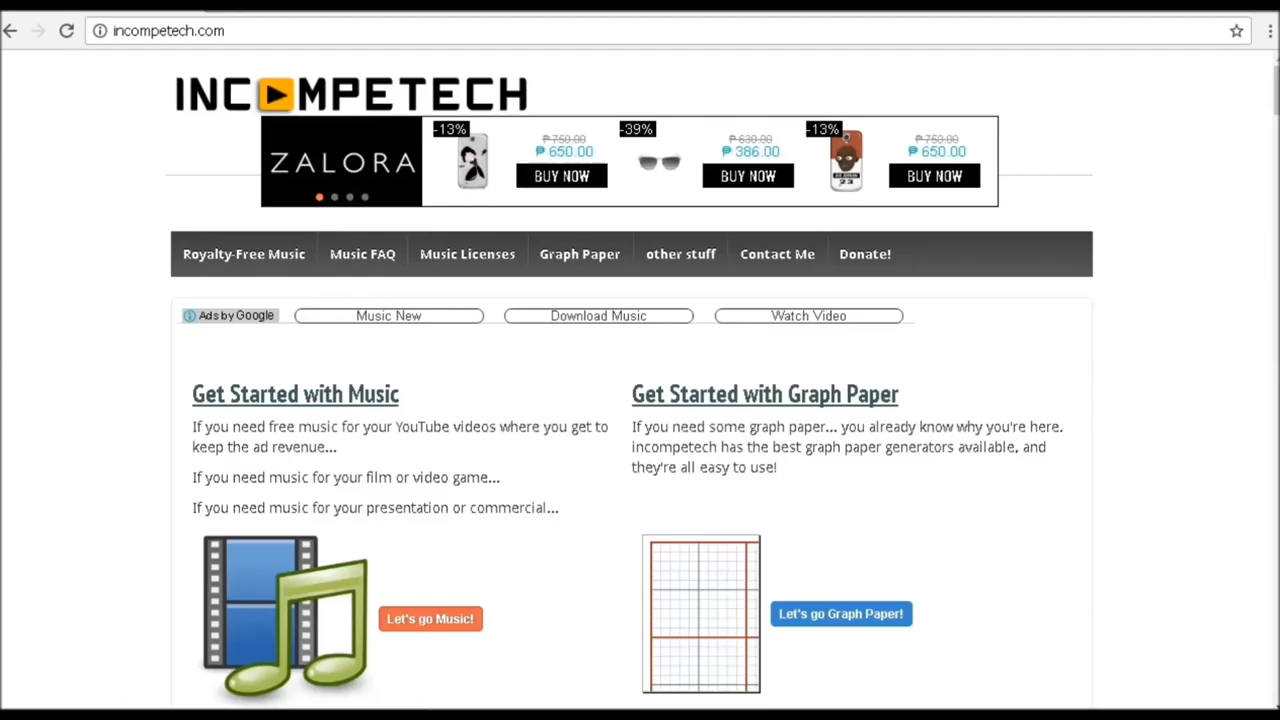 incompetech.com
INCOMPETECH
ZALORA
-13%
₱ 750.00
₱ 650.00
BUY NOW
-39%
₱ 630.00
₱ 386.00
BUY NOW
-13%
₱ 750.00
₱ 650.00
BUY NOW
Royalty-Free Music Music FAQ Music Licenses Graph Paper other stuff Contact Me Donate!
Ads by Google Music New Download Music Watch Video
Get Started with Music
If you need free music for your YouTube videos where you get to
keep the ad revenue...
If you need music for your film or video game...
If you need music for your presentation or commercial...
Let's go Music!
Get Started with Graph Paper
If you need some graph paper... you already know why you're here.
incompetech has the best graph paper generators available, and
they're all easy to use!
Let's go Graph Paper!